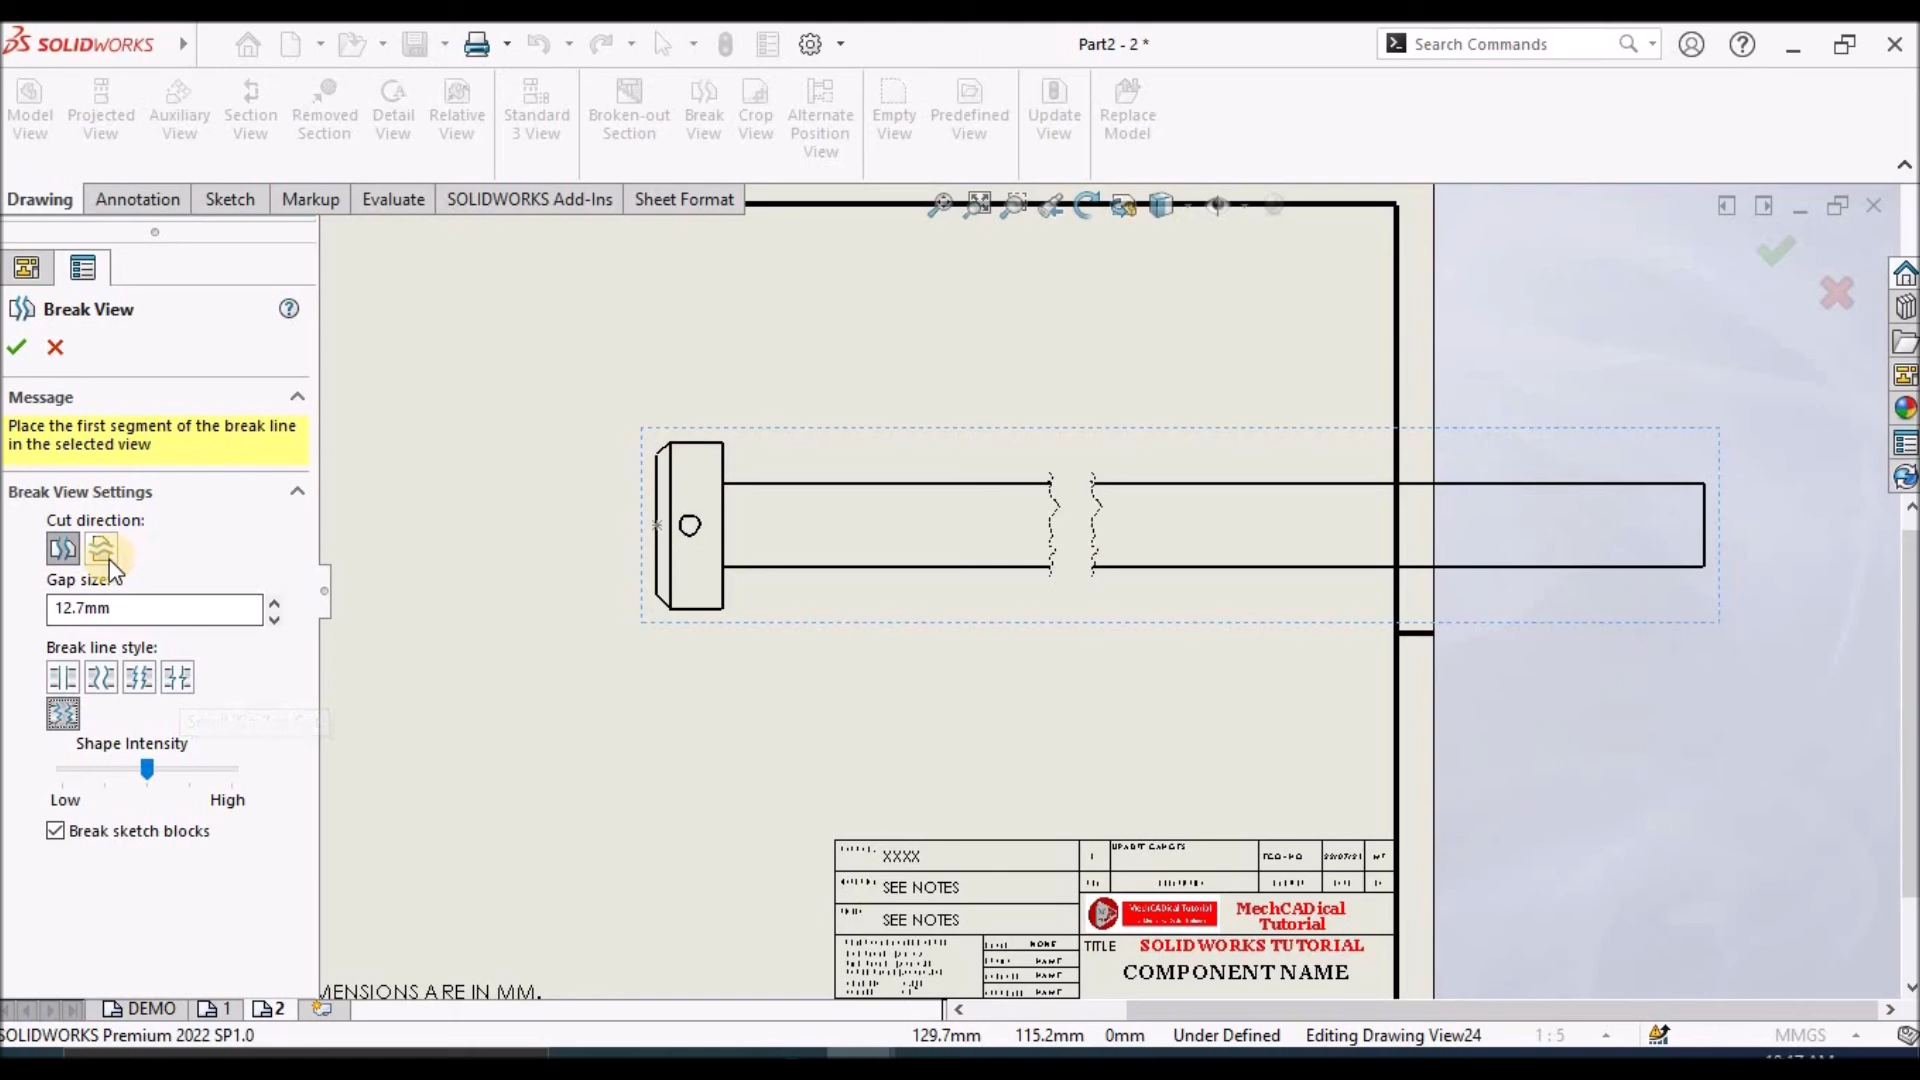 SOLIDWORKS
Part2 - 2 *
Search Commands
Model View
Projected View
Auxiliary View
Section View
Removed Section
Detail View
Relative View
Standard 3 View
Broken-out Section
Break View
Crop View
Alternate Position View
Empty View
Predefined View
Update View
Replace Model
Drawing
Annotation
Sketch
Markup
Evaluate
SOLIDWORKS Add-Ins
Sheet Format
Break View
Message
Place the first segment of the break line
in the selected view
Break View Settings
Cut direction:
Gap size:
12.7mm
Break line style:
Shape Intensity
Low
High
Break sketch blocks
XXXX
SEE NOTES
SEE NOTES
MechCADical Tutorial
MechCADical
Tutorial
TITLE
SOLIDWORKS TUTORIAL
COMPONENT NAME
NONE
NAME
NAME
NAME
MENSIONS ARE IN MM.
DEMO
1
2
SOLIDWORKS Premium 2022 SP1.0
129.7mm
115.2mm
0mm
Under Defined
Editing Drawing View24
1 : 5
MMGS